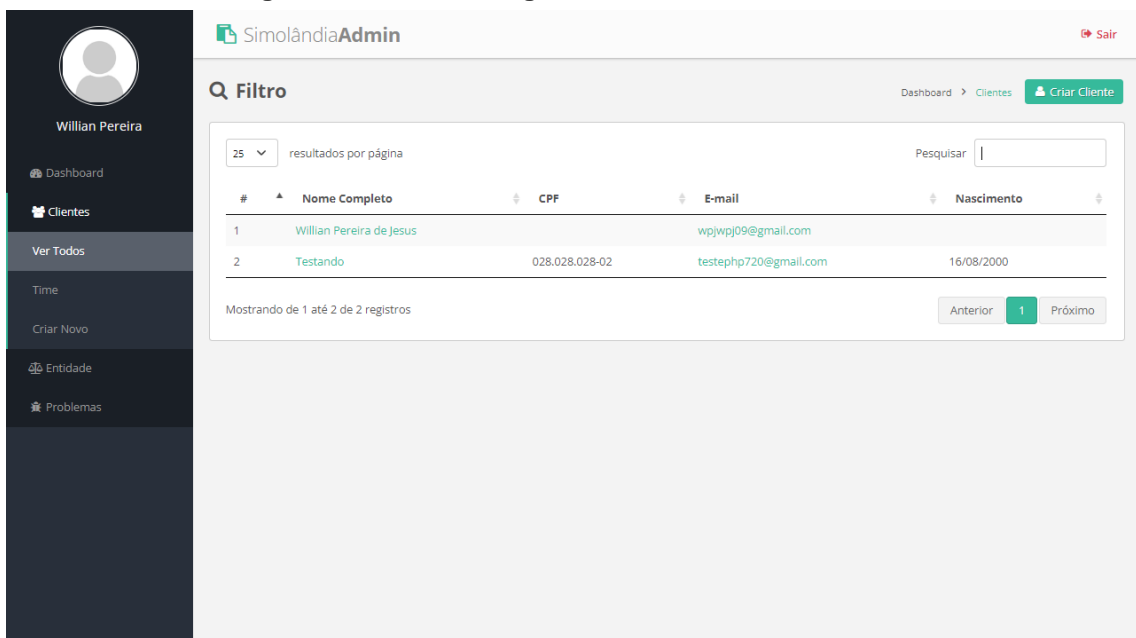 SimolândiaAdmin
Sair
Willian Pereira
Dashboard
Clientes
Ver Todos
Time
Criar Novo
Entidade
Problemas
Filtro
Dashboard > Clientes
Criar Cliente
25 resultados por página
Pesquisar
# Nome Completo CPF E-mail Nascimento
1 Willian Pereira de Jesus wpjwpj09@gmail.com
2 Testando 028.028.028-02 testephp720@gmail.com 16/08/2000
Mostrando de 1 até 2 de 2 registros
Anterior 1 Próximo